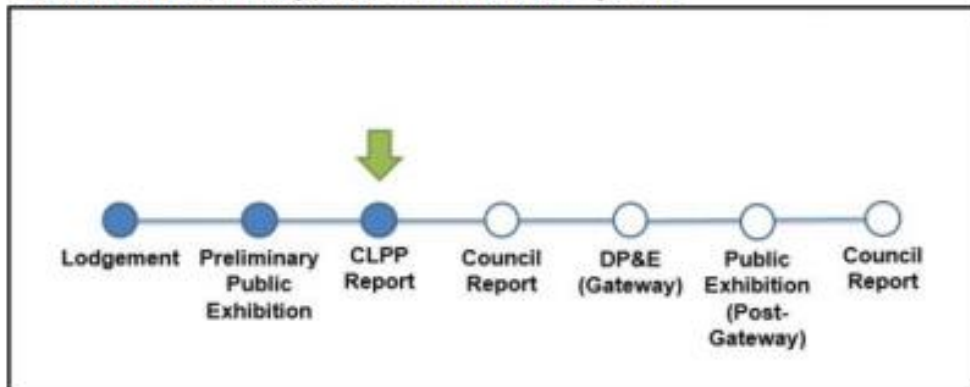 Lodgement
Preliminary
Public
Exhibition
CLPP
Report
Council
Report
DP&E
(Gateway)
Public
Exhibition
(Post-
Gateway)
Council
Report